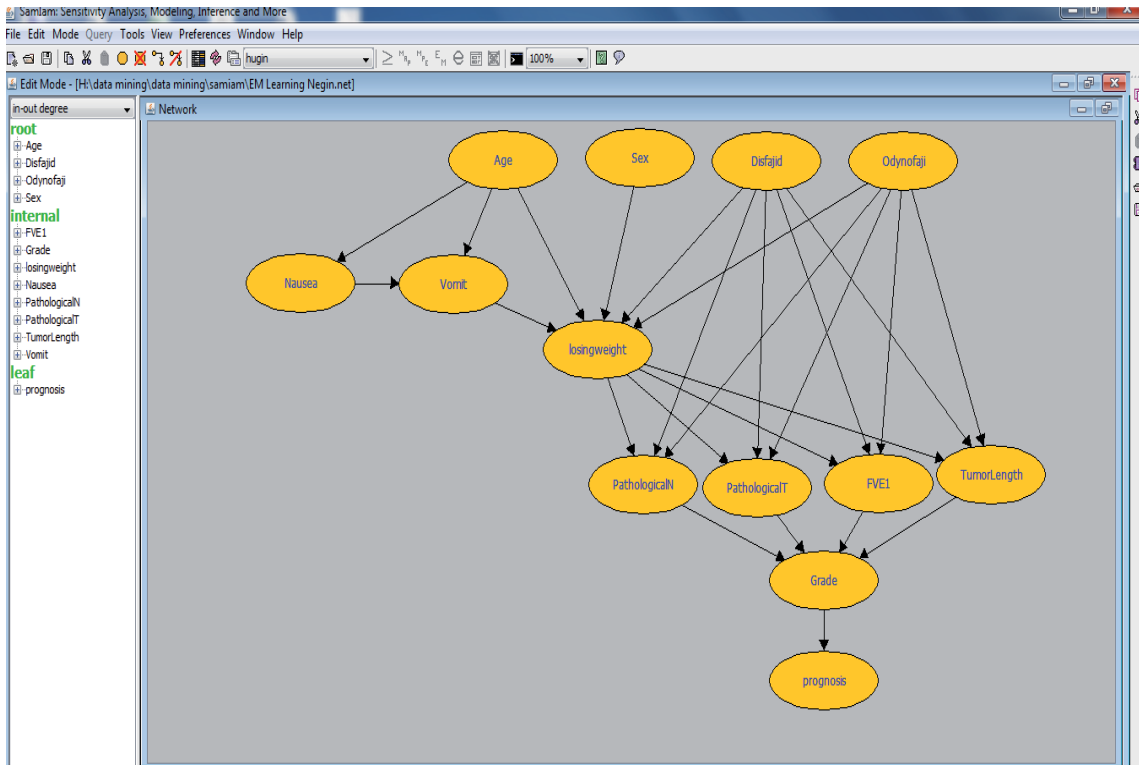 SamIam: Sensitivity Analysis, Modeling, Inference and More
File Edit Mode Query Tools View Preferences Window Help
hugin
100%
Edit Mode - [H:\data mining\data mining\samiam\EM Learning Negin.net]
in-out degree
root
Age
Disfajid
Odynofaji
Sex
internal
FVE1
Grade
losingweight
Nausea
PathologicalN
PathologicalT
TumorLength
Vomit
leaf
prognosis
Network
Age
Sex
Disfajid
Odynofaji
Nausea
Vomit
losingweight
PathologicalN
PathologicalT
FVE1
TumorLength
Grade
prognosis